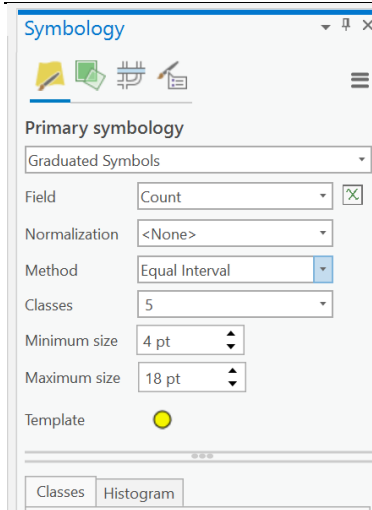 Symbology
Primary symbology
Graduated Symbols
Field Count
Normalization <None>
Method Equal Interval
Classes 5
Minimum size 4 pt
Maximum size 18 pt
Template
Classes Histogram